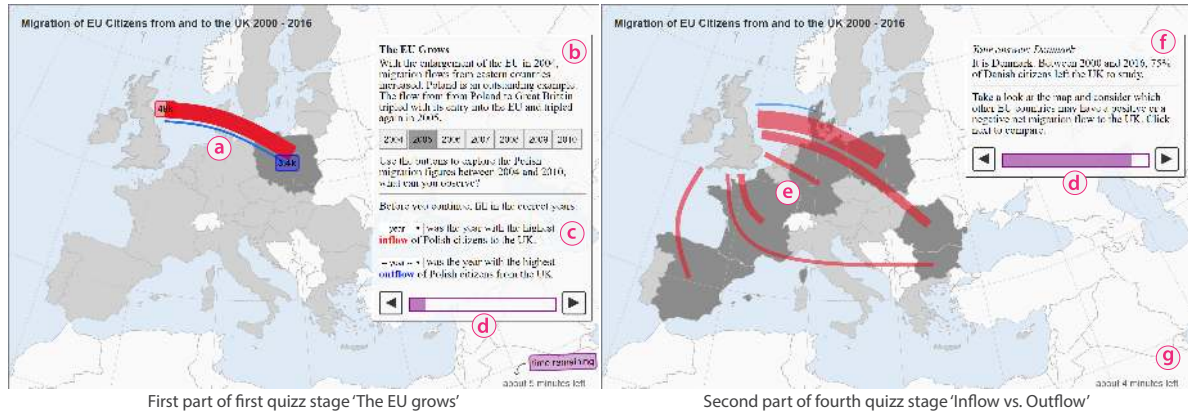 Migration of EU Citizens from and to the UK 2000 - 2016
b
The EU Grows
With the enlargement of the EU in 2004,
migration flows from eastern countries
increased. Poland is an outstanding example.
The flow from from Poland to Great Britain
tripled with its entry into the EU and tripled
again in 2005.
2004 2005 2006 2007 2008 2009 2010
Use the buttons to explore the Polish
migration figures between 2004 and 2010,
what can you observe?
Before you continue, fill in the correct years:
year was the year with the highest
inflow of Polish citizens to the UK.
c
-- year -- was the year with the highest
outflow of Polish citizens from the UK.
a
3.4k
d
time remaining
about 5 minutes left
First part of first quizz stage ‘The EU grows’
Migration of EU Citizens from and to the UK 2000 - 2016
f
Your answer: Denmark
It is Denmark. Between 2000 and 2016, 75%
of Danish citizens left the UK to study.
Take a look at the map and consider which
other EU countries may have a positive or a
negative net migration flow to the UK. Click
next to compare.
d
e
g
about 4 minutes left
Second part of fourth quizz stage ‘Inflow vs. Outflow’